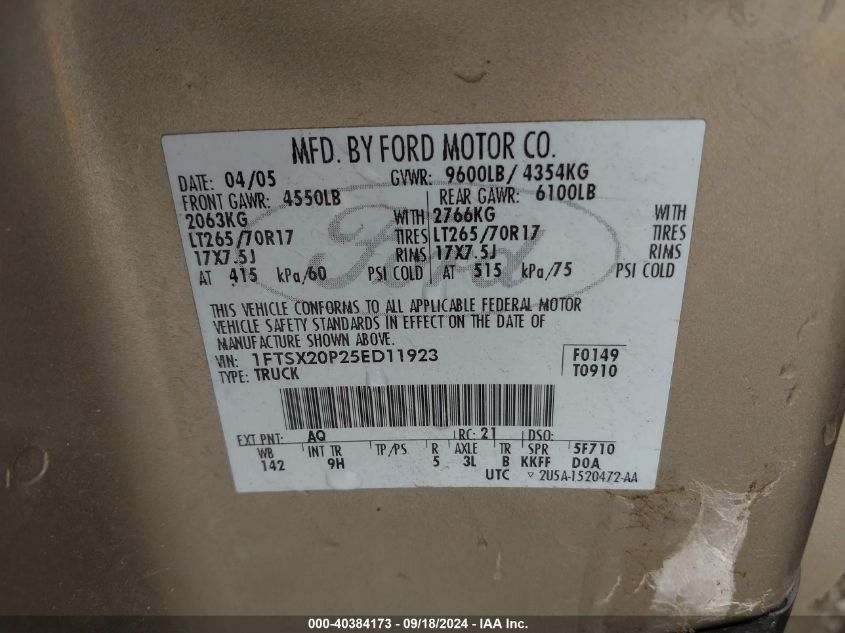 MFD. BY FORD MOTOR CO.
DATE: 04/05 GVWR: 9600LB/ 4354KG
FRONT GAWR: 4550LB REAR GAWR: 6100LB
2063KG WITH 2766KG WITH
LT265/70R17 TIRES LT265/70R17 TIRES
17X7.5J RIMS 17X7.5J RIMS
AT 415 kPa/60 PSI COLD AT 515 kPa/75 PSI COLD
Ford
THIS VEHICLE CONFORMS TO ALL APPLICABLE FEDERAL MOTOR
VEHICLE SAFETY STANDARDS IN EFFECT ON THE DATE OF
MANUFACTURE SHOWN ABOVE.
VIN: 1FTSX20P25ED11923 F0149
TYPE: TRUCK T0910
EXT PNT: AQ RC: 21 DSO:
WB INT TR TP/PS R AXLE TR SPR 5F710
142 9H 5 3L B KKFF D0A
UTC ▽ 2U5A-1520472-AA
000-40384173 - 09/18/2024 - IAA Inc.